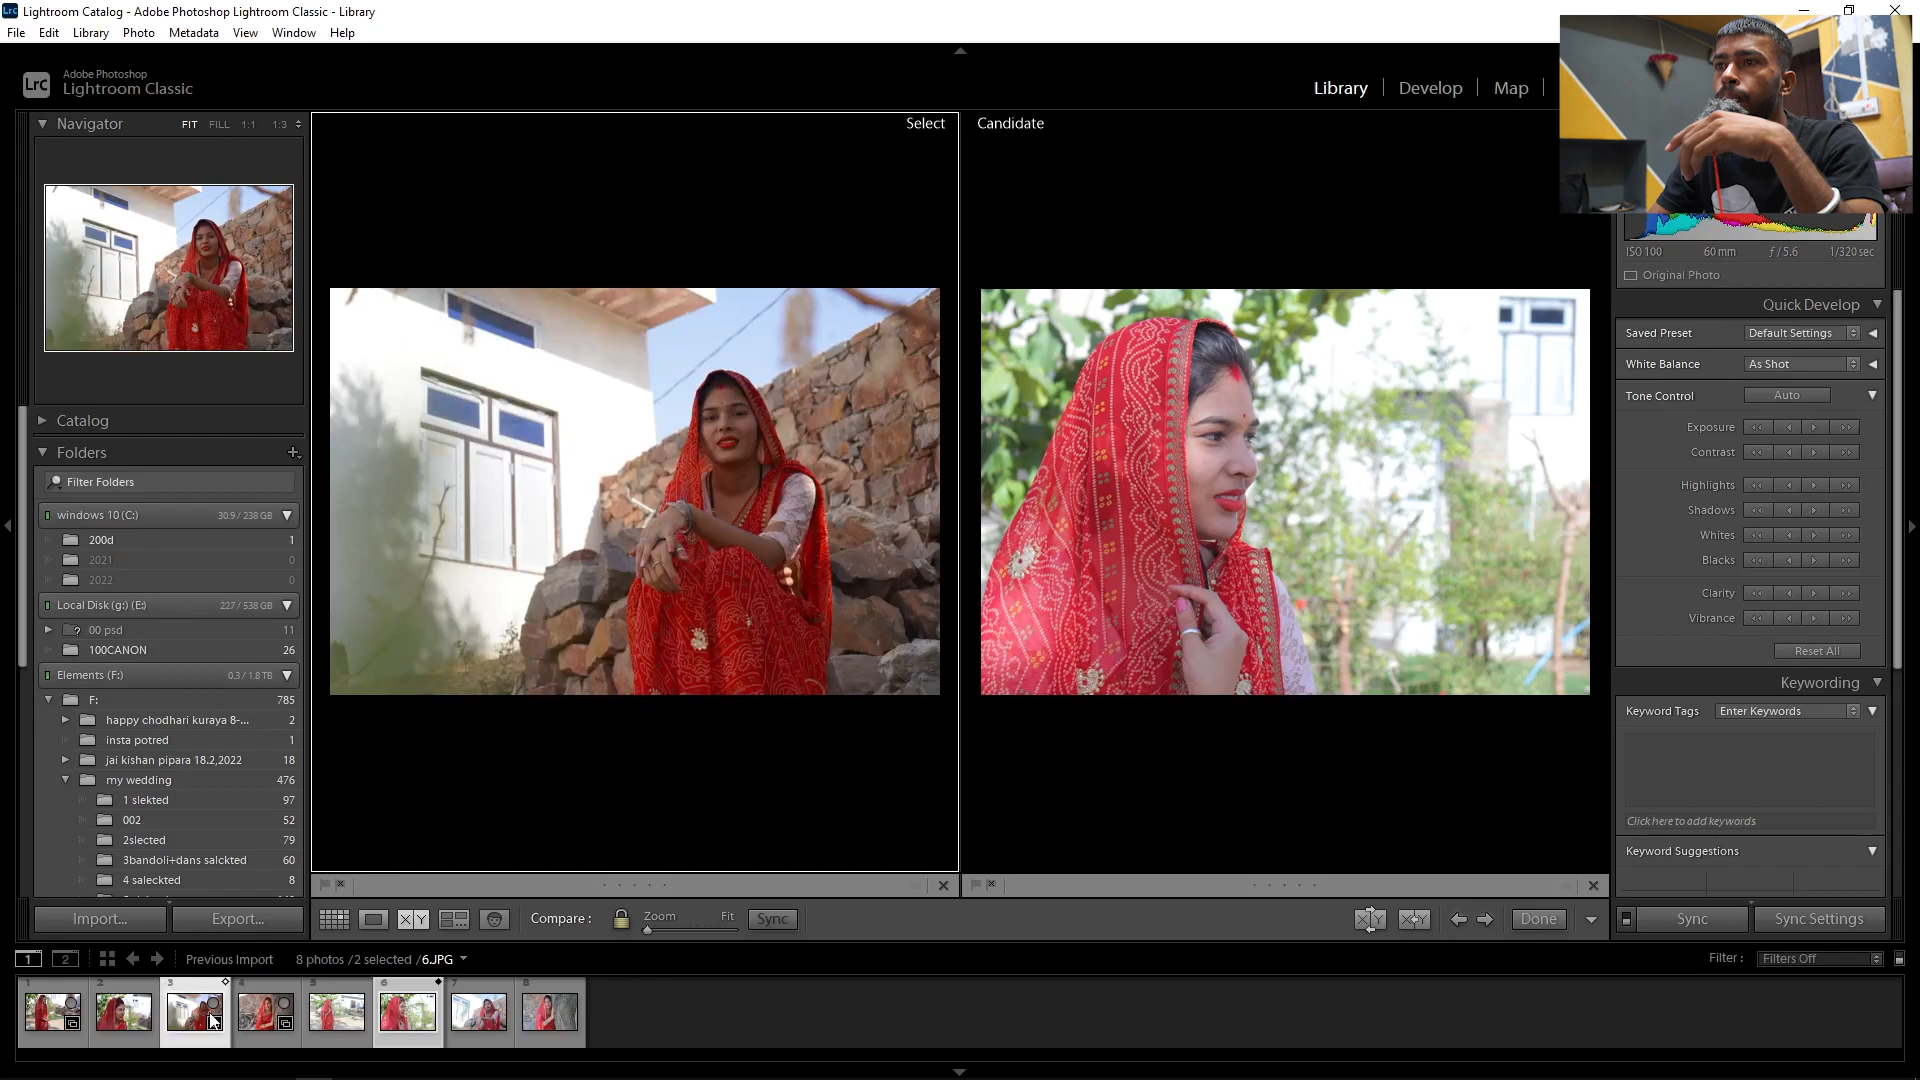 Lightroom Catalog - Adobe Photoshop Lightroom Classic - Library
File Edit Library Photo Metadata View Window Help
Lrc Adobe Photoshop
Lightroom Classic
Library Develop Map
Navigator FIT FILL 1:1 1:3
Select
Candidate
ISO 100 60 mm ƒ / 5.6 1/320 sec
Original Photo
Quick Develop
Saved Preset Default Settings
White Balance As Shot
Tone Control Auto
Exposure
Contrast
Highlights
Shadows
Whites
Blacks
Clarity
Vibrance
Reset All
Keywording
Keyword Tags Enter Keywords
Click here to add keywords
Keyword Suggestions
Catalog
Folders
Filter Folders
windows 10 (C:) 30.9 / 238 GB
200d 1
2021 0
2022 0
Local Disk (g:) (E:) 227 / 538 GB
00 psd 11
100CANON 26
Elements (F:) 0.3 / 1.8 TB
F: 785
happy chodhari kuraya 8-... 2
insta potred 1
jai kishan pipara 18.2,2022 18
my wedding 476
1 slekted 97
002 52
2slected 79
3bandoli+dans salckted 60
4 saleckted 8
Import... Export...
X Y Compare : Zoom Fit Sync
X Y X Y Done
Sync Sync Settings
1 2 Previous Import 8 photos / 2 selected / 6.JPG
Filter : Filters Off
1 2 3 4 5 6 7 8